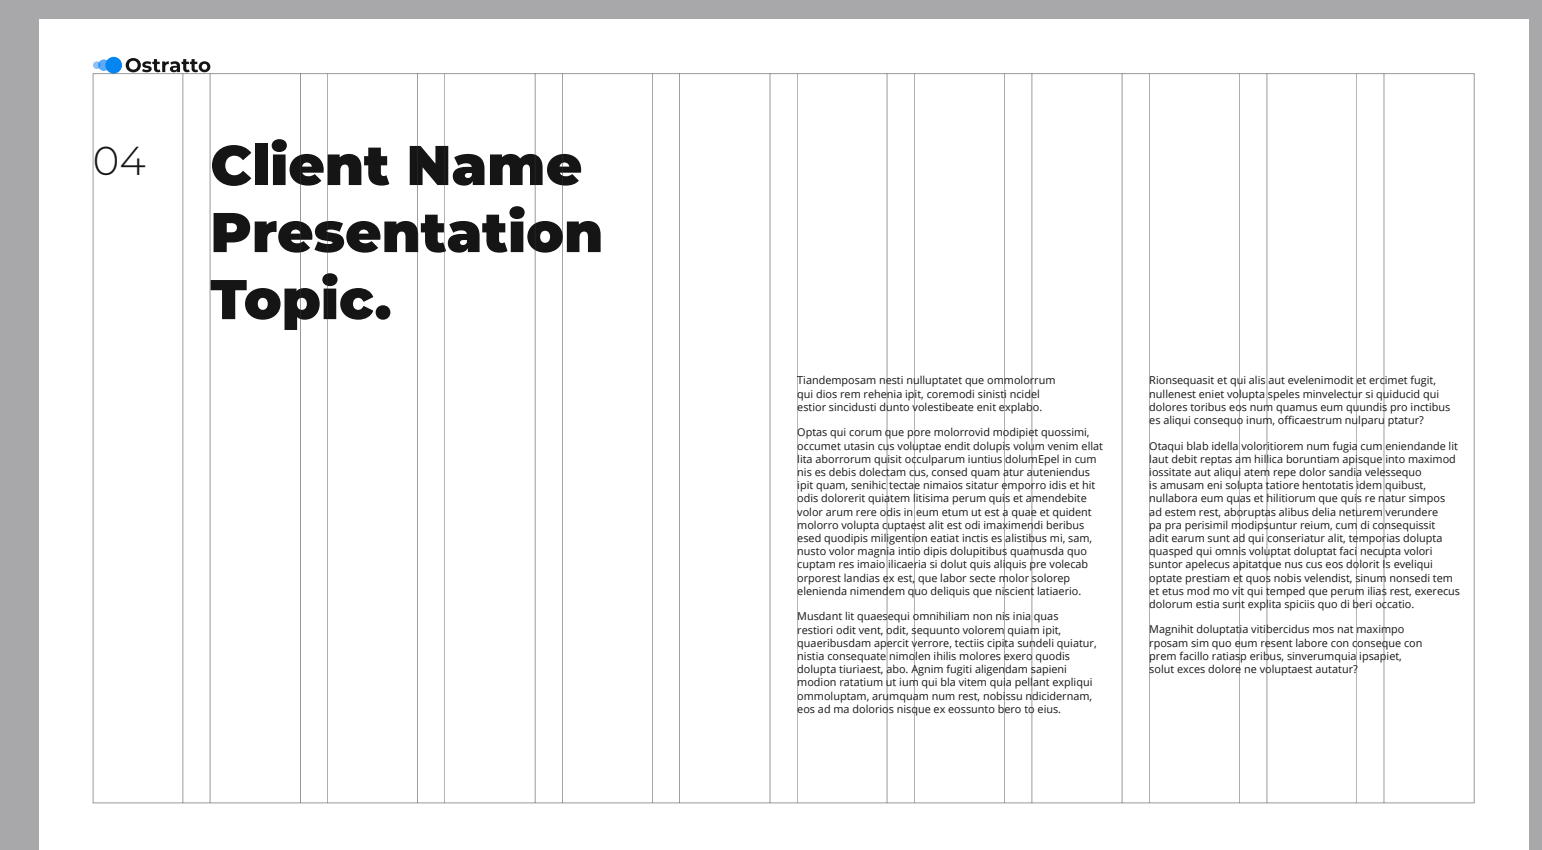 Ostratto
04
Client Name
Presentation
Topic.
Tiandemposam nesti nulluptatet que ommolorrum
qui dios rem rehenia ipit, coremodi sinisti ncidel
estior sincidusti dunto volestibeate enit explabo.
Optas qui corum que pore molorrovid modipiet quossimi,
occumet utasin cus voluptae endit dolupis volum venim ellat
lita aborrorum quisit occulparum iuntius dolumEpel in cum
nis es debis dolectam cus, consed quam atur auteniendus
ipit quam, senihic tectae nimaios sitatur emporro idis et hit
odis dolorerit quiatem litisima perum quis et amendebite
volor arum rere odis in eum etum ut est a quae et quident
molorro volupta cuptaest alit est odi imaximendi beribus
esed quodipis miligention eatiat inctis es alistibus mi, sam,
nusto volor magnia intio dipis dolupitibus quamusda quo
cuptam res imaio ilicaeria si dolut quis aliquis pre volecab
orporest landias ex est, que labor secte molor solorep
elenienda nimendem quo deliquis que niscient latiaerio.
Musdant lit quaesequi omnihiliam non nis inia quas
restiori odit vent, odit, sequunto volorem quiam ipit,
quaeribusdam apercit verrore, tectiis cipita sundeli quiatur,
nistia consequate nimolen ihilis molores exero quodis
dolupta tiuriaest, abo. Agnim fugiti aligendam sapieni
modion ratatium ut ium qui bla vitem quia pellant expliqui
ommoluptam, arumquam num rest, nobissu ndicidernam,
eos ad ma dolorios nisque ex eossunto bero to eius.
Rionsequasit et qui alis aut evelenimodit et ercimet fugit,
nullenest eniet volupta speles minvelectur si quiducid qui
dolores toribus eos num quamus eum quundis pro inctibus
es aliqui consequo inum, officaestrum nulparu ptatur?
Otaqui blab idella voloritiorem num fugia cum eniendande lit
laut debit reptas am hillica boruntiam apisque into maximod
iossitate aut aliqui atem repe dolor sandia velessequo
is amusam eni solupta tatiore hentotatis idem quibust,
nullabora eum quas et hilitiorum que quis re natur simpos
ad estem rest, aboruptas alibus delia neturem verundere
pa pra perisimil modipsuntur reium, cum di consequissit
adit earum sunt ad qui conseriatur alit, temporias dolupta
quasped qui omnis voluptat doluptat faci necupta volori
suntor apelecus apitatque nus cus eos dolorit ls eveliqui
optate prestiam et quos nobis velendist, sinum nonsedi tem
et etus mod mo vit qui temped que perum ilias rest, exerecus
dolorum estia sunt explita spiciis quo di beri occatio.
Magnihit doluptatia vitibercidus mos nat maximpo
rposam sim quo eum resent labore con conseque con
prem facillo ratiasp eribus, sinverumquia ipsapiet,
solut exces dolore ne voluptaest autatur?